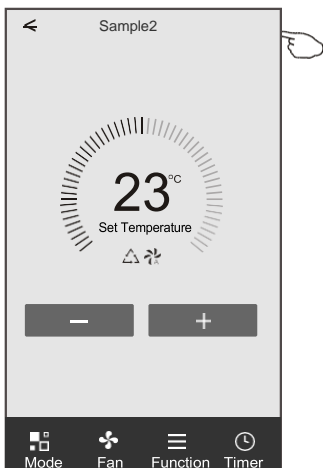 Sample2
23°C
Set Temperature
A
− +
Mode Fan Function Timer